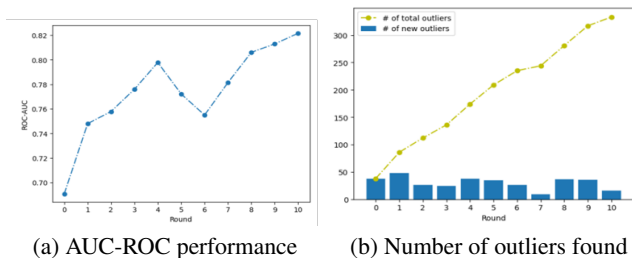 0.82
0.80
0.78
0.76
0.74
0.72
0.70
ROC-AUC
0 1 2 3 4 5 6 7 8 9 10
Round
(a) AUC-ROC performance
# of total outliers
# of new outliers
300
250
200
150
100
50
0
0 1 2 3 4 5 6 7 8 9 10
Round
(b) Number of outliers found